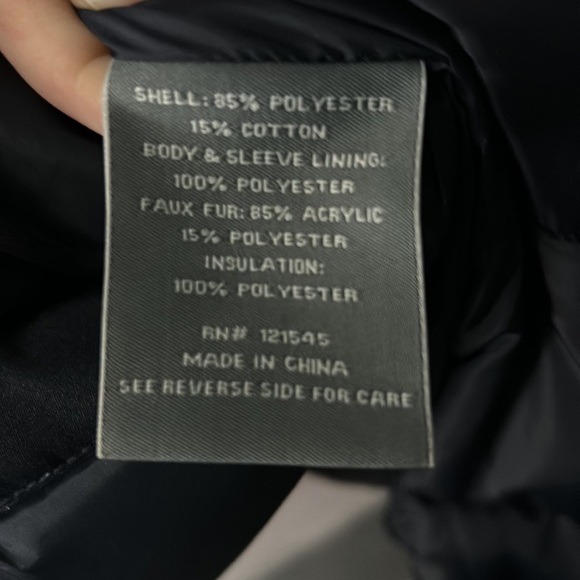 SHELL: 85% POLYESTER
15% COTTON
BODY & SLEEVE LINING:
100% POLYESTER
FAUX FUR: 85% ACRYLIC
15% POLYESTER
INSULATION:
100% POLYESTER
RN# 121545
MADE IN CHINA
SEE REVERSE SIDE FOR CARE